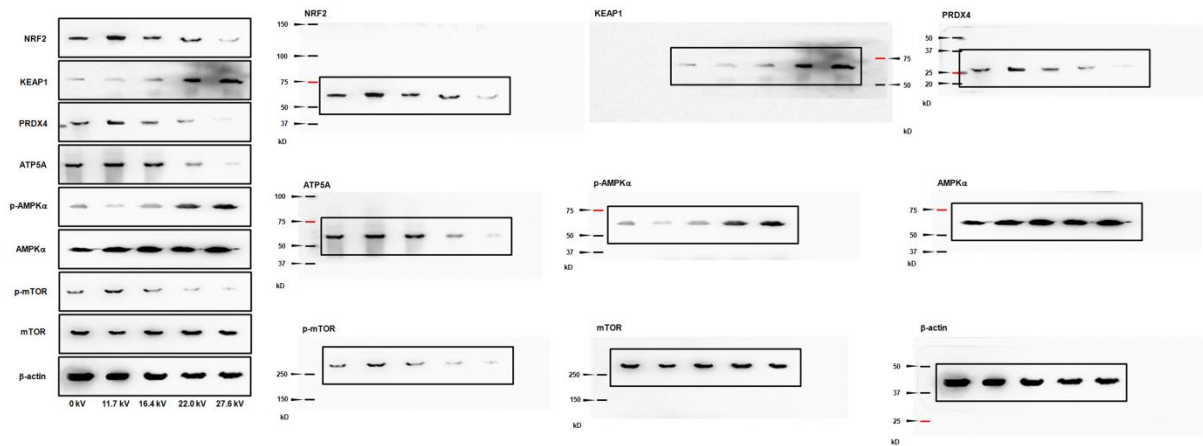 NRF2
KEAP1
PRDX4
ATP5A
p-AMPKα
AMPKα
p-mTOR
mTOR
β-actin
0 kV 11.7 kV 16.4 kV 22.0 kV 27.6 kV
NRF2
150
100
75
50
37
kD
KEAP1
75
50
kD
PRDX4
50
37
25
20
kD
ATP5A
100
75
50
37
kD
p-AMPKα
75
50
37
kD
AMPKα
75
50
37
kD
p-mTOR
250
150
kD
mTOR
250
150
kD
β-actin
50
37
25
kD